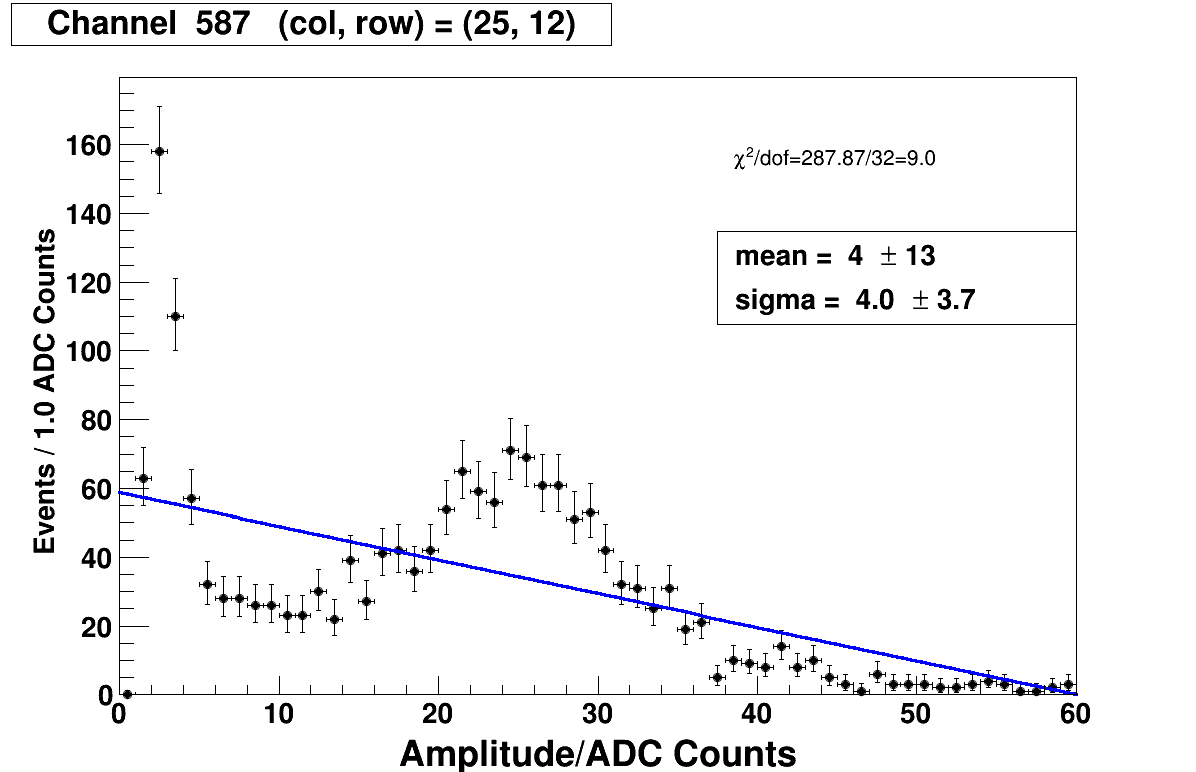 Channel 587 (col, row) = (25, 12)
χ²/dof=287.87/32=9.0
mean = 4 ± 13
sigma = 4.0 ± 3.7
Events / 1.0 ADC Counts
160
140
120
100
80
60
40
20
0
0 10 20 30 40 50 60
Amplitude/ADC Counts